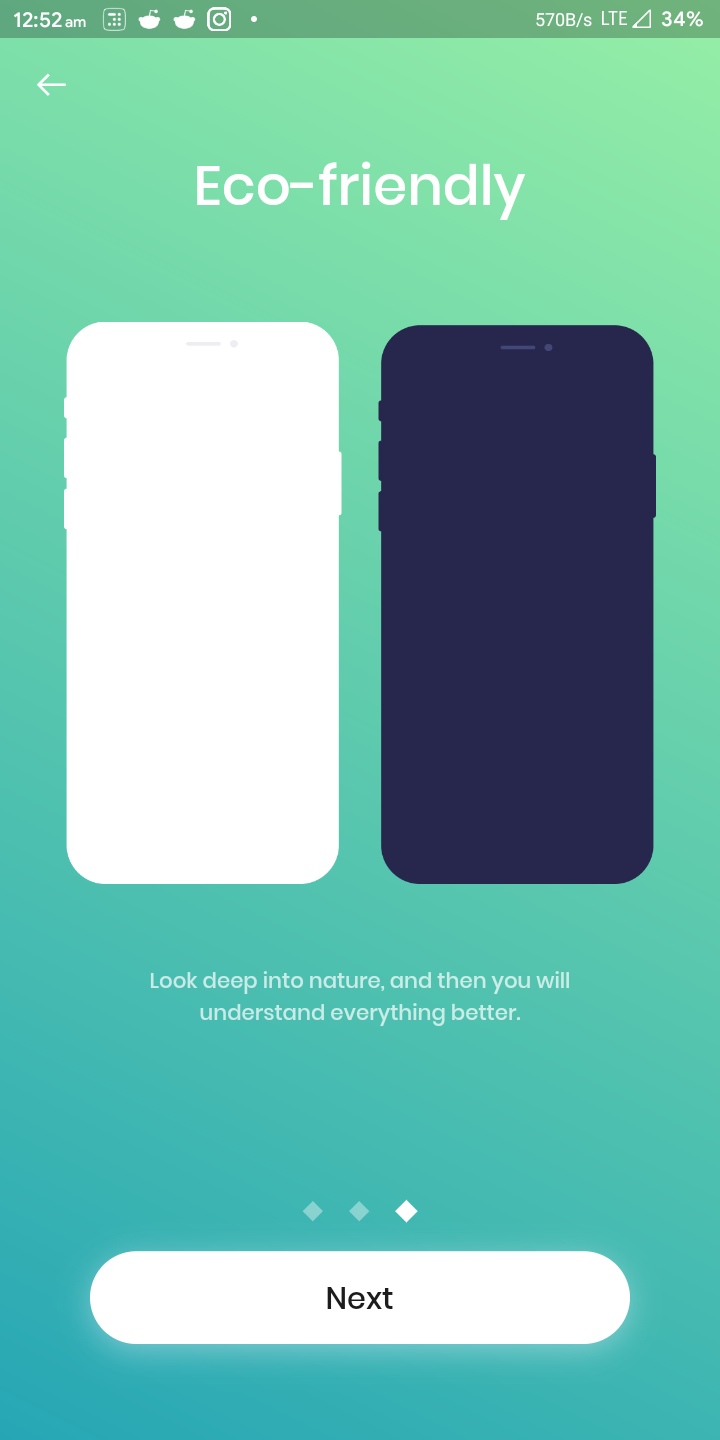 12:52 am
570B/s LTE 34%
Eco-friendly
Look deep into nature, and then you will
understand everything better.
Next